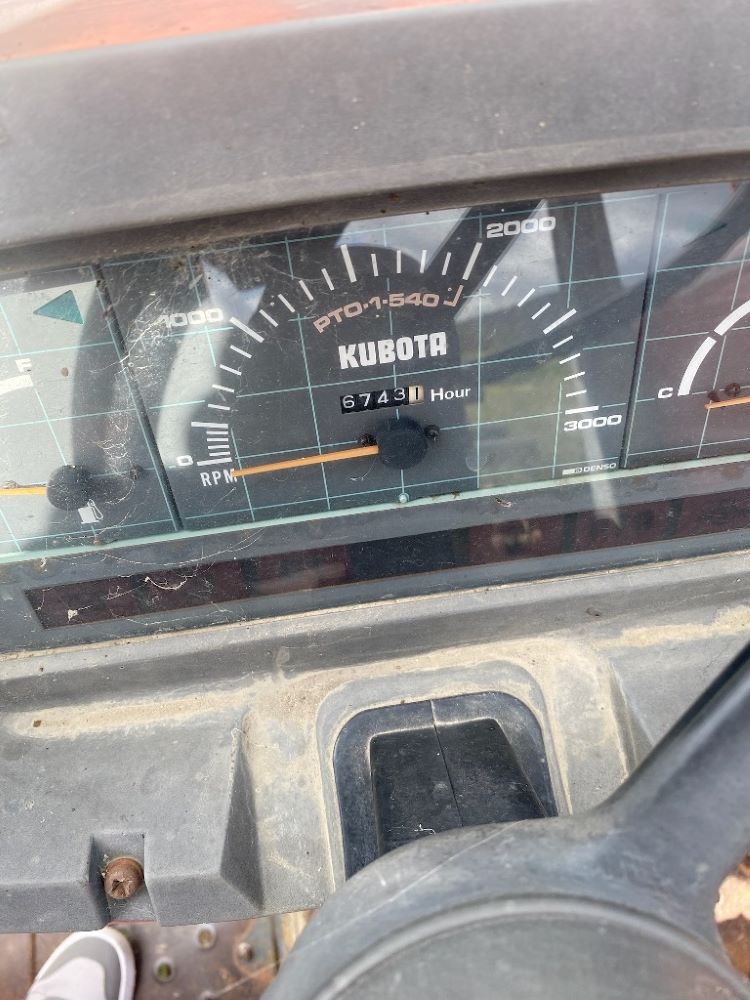 2000
1000
PTO-1-540
F
KUBOTA
67431 Hour
C
0
3000
RPM
DENSO